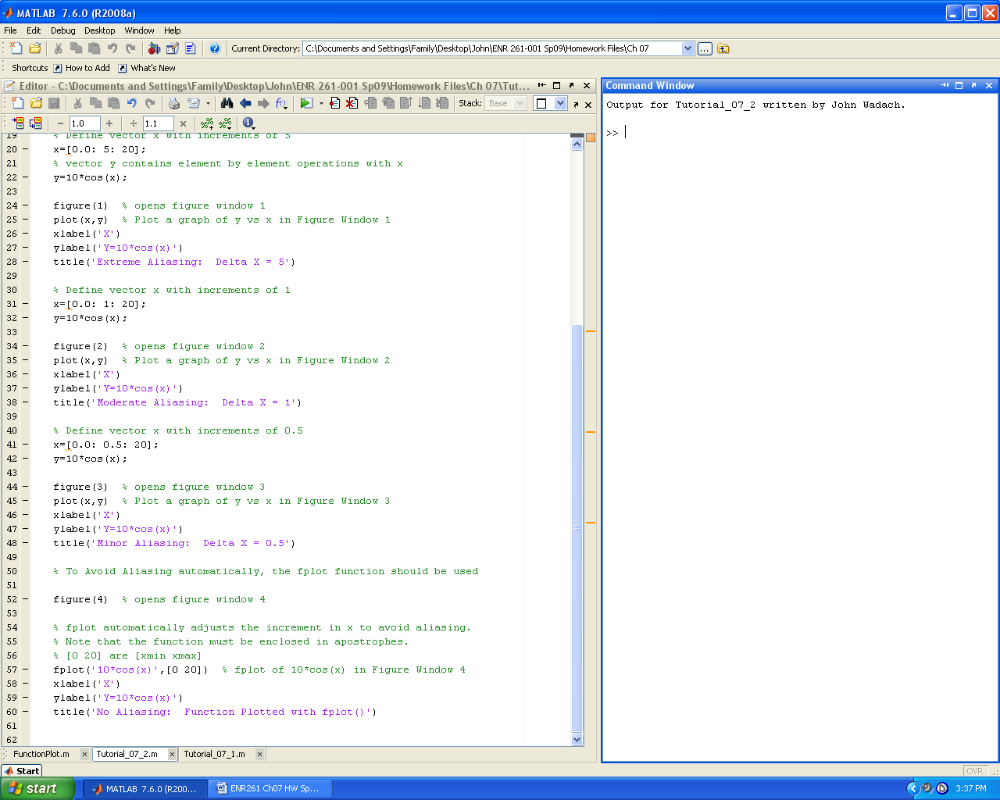 MATLAB 7.6.0 (R2008a)
File Edit Debug Desktop Window Help
Current Directory: C:\Documents and Settings\Family\Desktop\John\ENR 261-001 Sp09\Homework Files\Ch 07 ...
Shortcuts How to Add What's New
Editor - C:\Documents and Settings\Family\Desktop\John\ENR 261-001 Sp09\Homework Files\Ch 07\Tut...
Stack: Base
− 1.0 + ÷ 1.1 ×
19 % Define vector x with increments of 5
20 − x=[0.0: 5: 20];
21 % vector y contains element by element operations with x
22 − y=10*cos(x);
23
24 − figure(1) % opens figure window 1
25 − plot(x,y) % Plot a graph of y vs x in Figure Window 1
26 − xlabel('X')
27 − ylabel('Y=10*cos(x)')
28 − title('Extreme Aliasing:  Delta X = 5')
29
30 % Define vector x with increments of 1
31 − x=[0.0: 1: 20];
32 − y=10*cos(x);
33
34 − figure(2) % opens figure window 2
35 − plot(x,y) % Plot a graph of y vs x in Figure Window 2
36 − xlabel('X')
37 − ylabel('Y=10*cos(x)')
38 − title('Moderate Aliasing:  Delta X = 1')
39
40 % Define vector x with increments of 0.5
41 − x=[0.0: 0.5: 20];
42 − y=10*cos(x);
43
44 − figure(3) % opens figure window 3
45 − plot(x,y) % Plot a graph of y vs x in Figure Window 3
46 − xlabel('X')
47 − ylabel('Y=10*cos(x)')
48 − title('Minor Aliasing:  Delta X = 0.5')
49
50 % To Avoid Aliasing automatically, the fplot function should be used
51
52 − figure(4) % opens figure window 4
53
54 % fplot automatically adjusts the increment in x to avoid aliasing.
55 % Note that the function must be enclosed in apostrophes.
56 % [0 20] are [xmin xmax]
57 − fplot('10*cos(x)',[0 20]) % fplot of 10*cos(x) in Figure Window 4
58 − xlabel('X')
59 − ylabel('Y=10*cos(x)')
60 − title('No Aliasing:  Function Plotted with fplot()')
61
62
FunctionPlot.m × Tutorial_07_2.m × Tutorial_07_1.m ×
Command Window
Output for Tutorial_07_2 written by John Wadach.
>>
Start OVR
start MATLAB 7.6.0 (R200... ENR261 Ch07 HW Sp... 3:37 PM